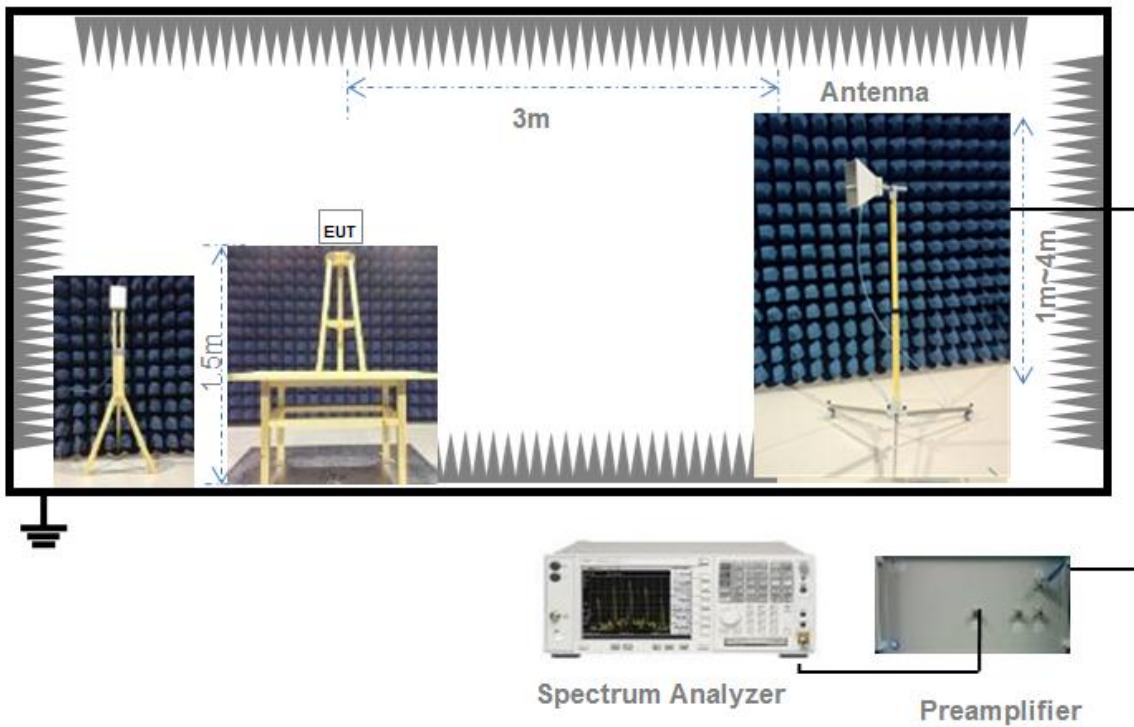 Antenna
3m
EUT
1.5m
1m~4m
Spectrum Analyzer
Preamplifier